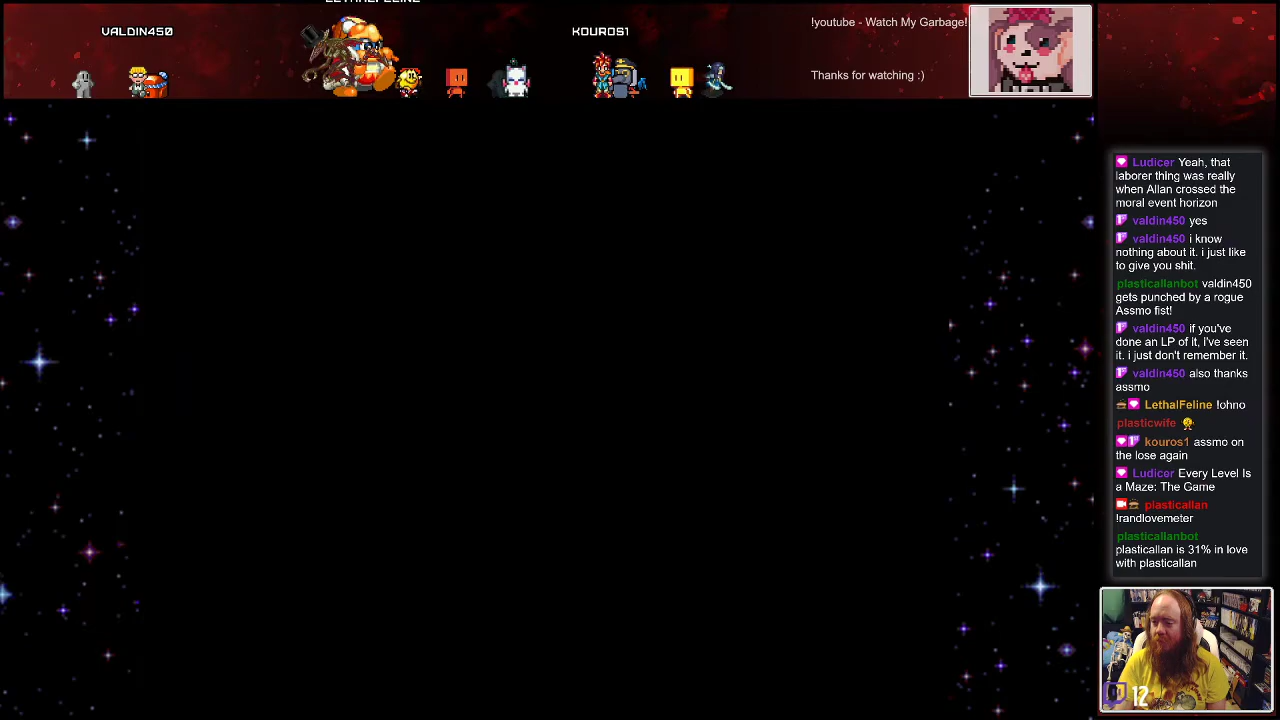 LETHALFELINE
VALDIN450
KOUROS1
!youtube - Watch My Garbage!
Thanks for watching :)
Ludicer Yeah, that
laborer thing was really
when Allan crossed the
moral event horizon
valdin450 yes
valdin450 i know
nothing about it. i just like
to give you shit.
plasticallanbot valdin450
gets punched by a rogue
Assmo fist!
valdin450 if you've
done an LP of it, i've seen
it. i just don't remember it.
valdin450 also thanks
assmo
LethalFeline !ohno
plasticwife
kouros1 assmo on
the lose again
Ludicer Every Level Is
a Maze: The Game
plasticallan
!randlovemeter
plasticallanbot
plasticallan is 31% in love
with plasticallan
12